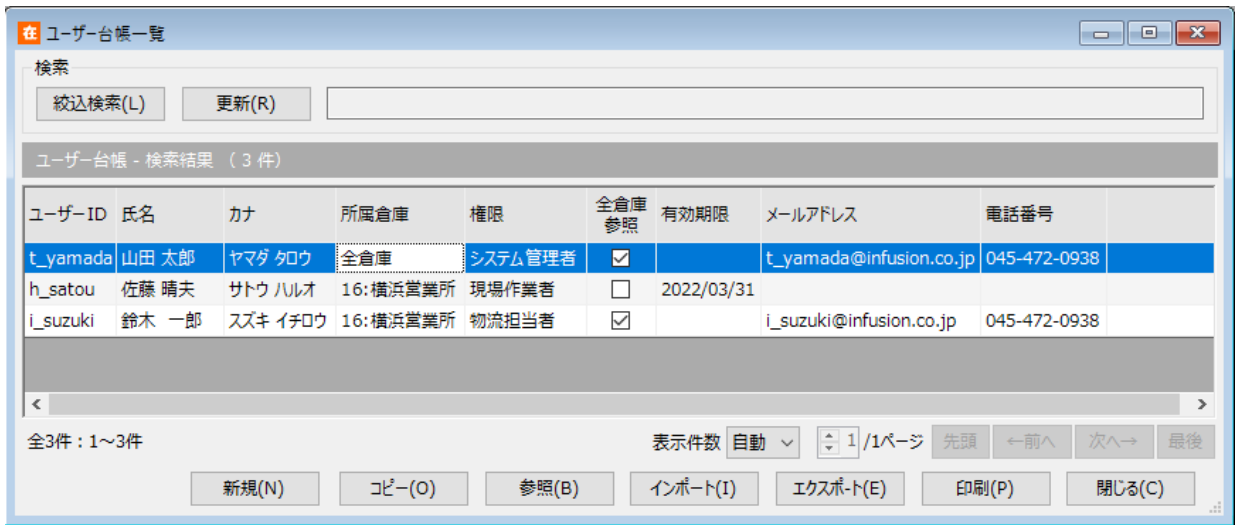 在 ユーザー台帳一覧
検索
絞込検索(L) 更新(R)
ユーザー台帳 - 検索結果 （ 3 件）
ユーザーID 氏名 カナ 所属倉庫 権限 全倉庫参照 有効期限 メールアドレス 電話番号
t_yamada 山田 太郎 ヤマダ タロウ 全倉庫 システム管理者 t_yamada@infusion.co.jp 045-472-0938
h_satou 佐藤 晴夫 サトウ ハルオ 16:横浜営業所 現場作業者 2022/03/31
i_suzuki 鈴木　一郎 スズキ イチロウ 16:横浜営業所 物流担当者 i_suzuki@infusion.co.jp 045-472-0938
全3件：1～3件 表示件数 自動 1 /1ページ 先頭 ←前へ 次へ→ 最後
新規(N) コピー(O) 参照(B) インポート(I) エクスポート(E) 印刷(P) 閉じる(C)